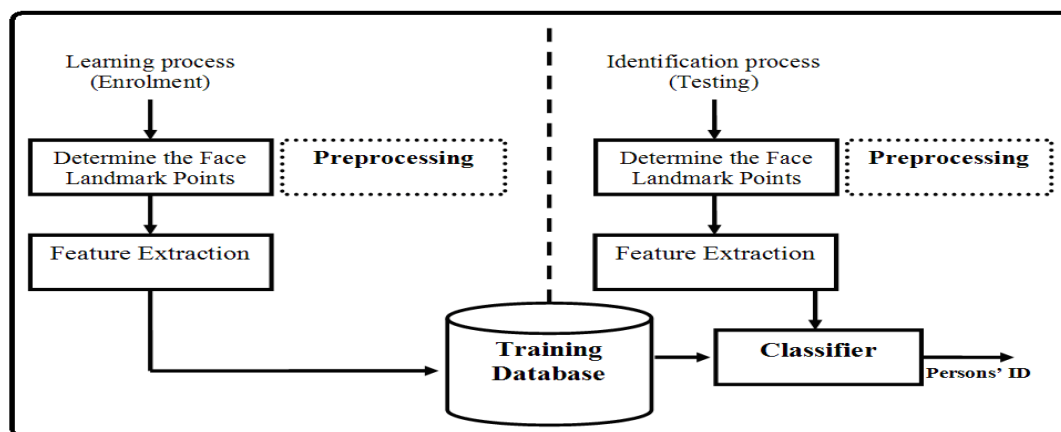 Learning process
(Enrolment)
Determine the Face
Landmark Points
Preprocessing
Feature Extraction
Identification process
(Testing)
Determine the Face
Landmark Points
Preprocessing
Feature Extraction
Training
Database
Classifier
Persons' ID